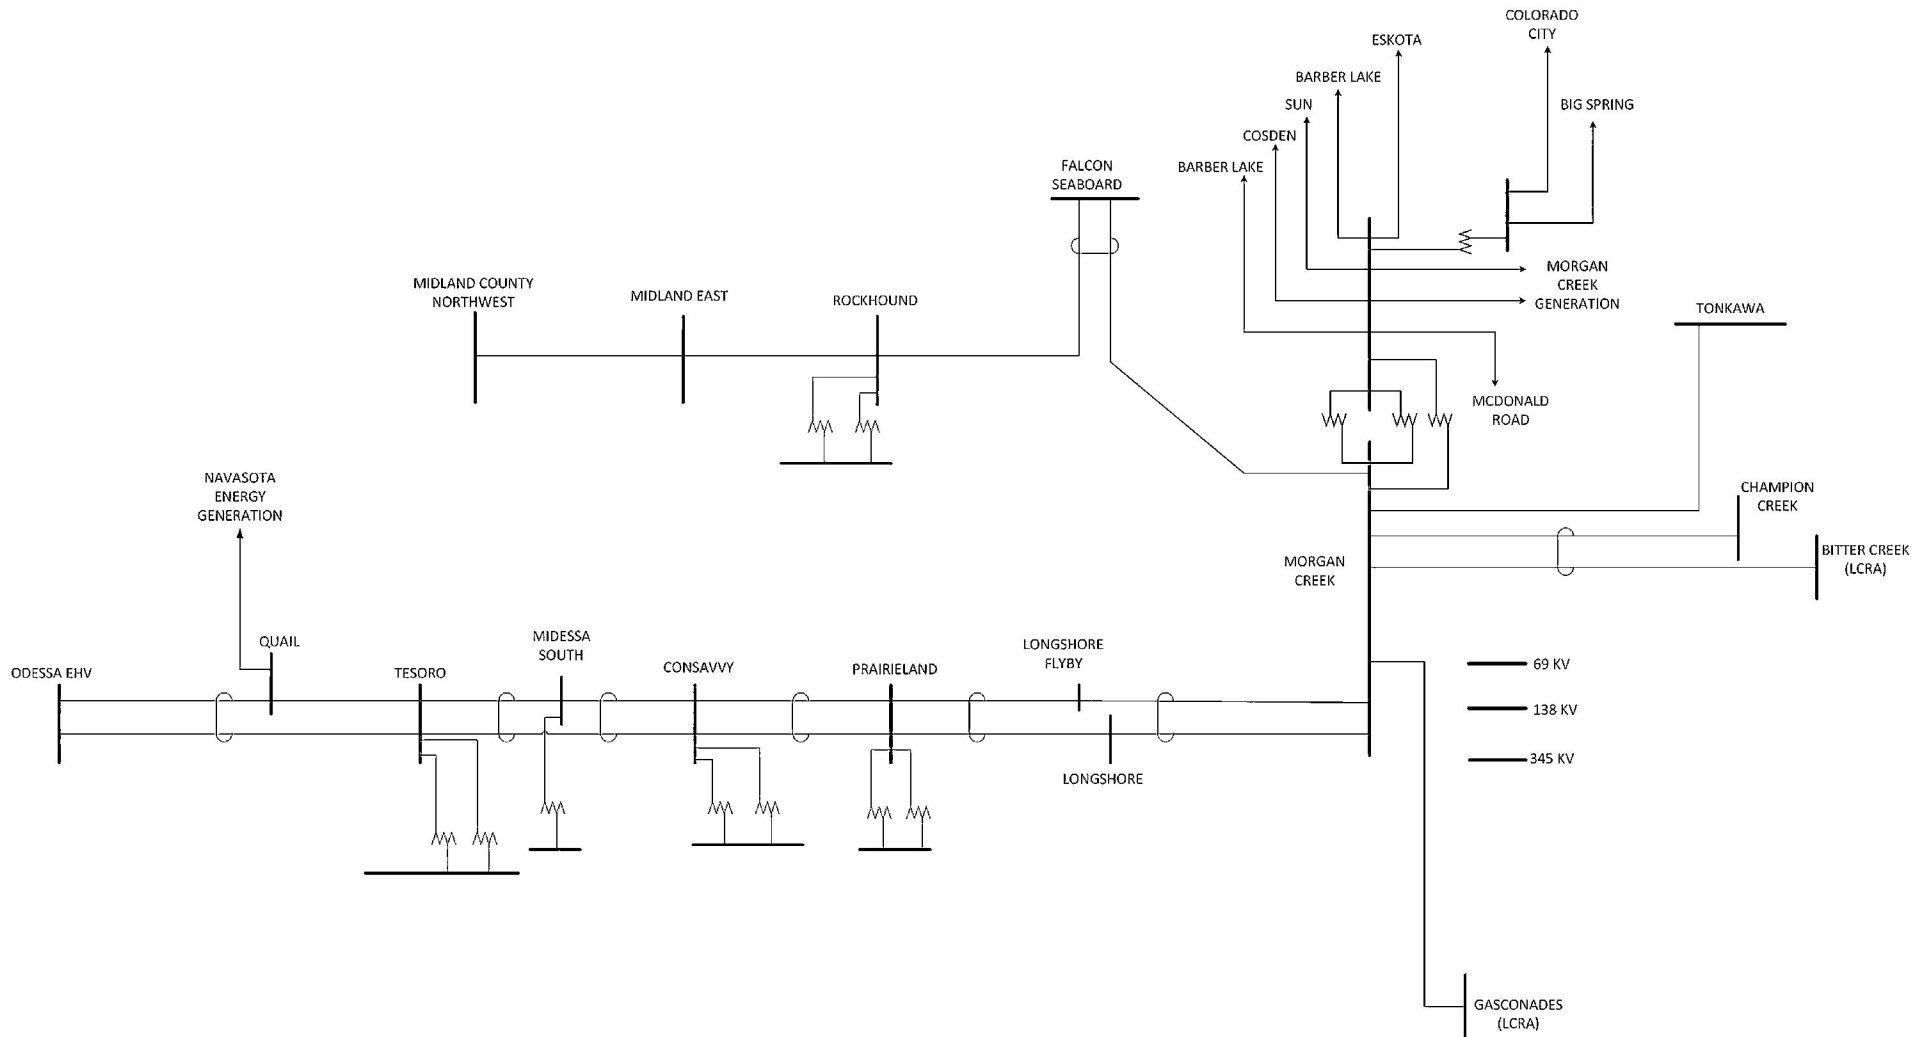 COLORADO
CITY
ESKOTA
BARBER LAKE
SUN
BIG SPRING
COSDEN
BARBER LAKE
FALCON
SEABOARD
MORGAN
CREEK
GENERATION
MIDLAND COUNTY
NORTHWEST
MIDLAND EAST
ROCKHOUND
TONKAWA
MCDONALD
ROAD
NAVASOTA
ENERGY
GENERATION
CHAMPION
CREEK
BITTER CREEK
(LCRA)
MORGAN
CREEK
QUAIL
MIDESSA
SOUTH
LONGSHORE
FLYBY
ODESSA EHV
TESORO
CONSAVVY
PRAIRIELAND
69 KV
138 KV
345 KV
LONGSHORE
GASCONADES
(LCRA)